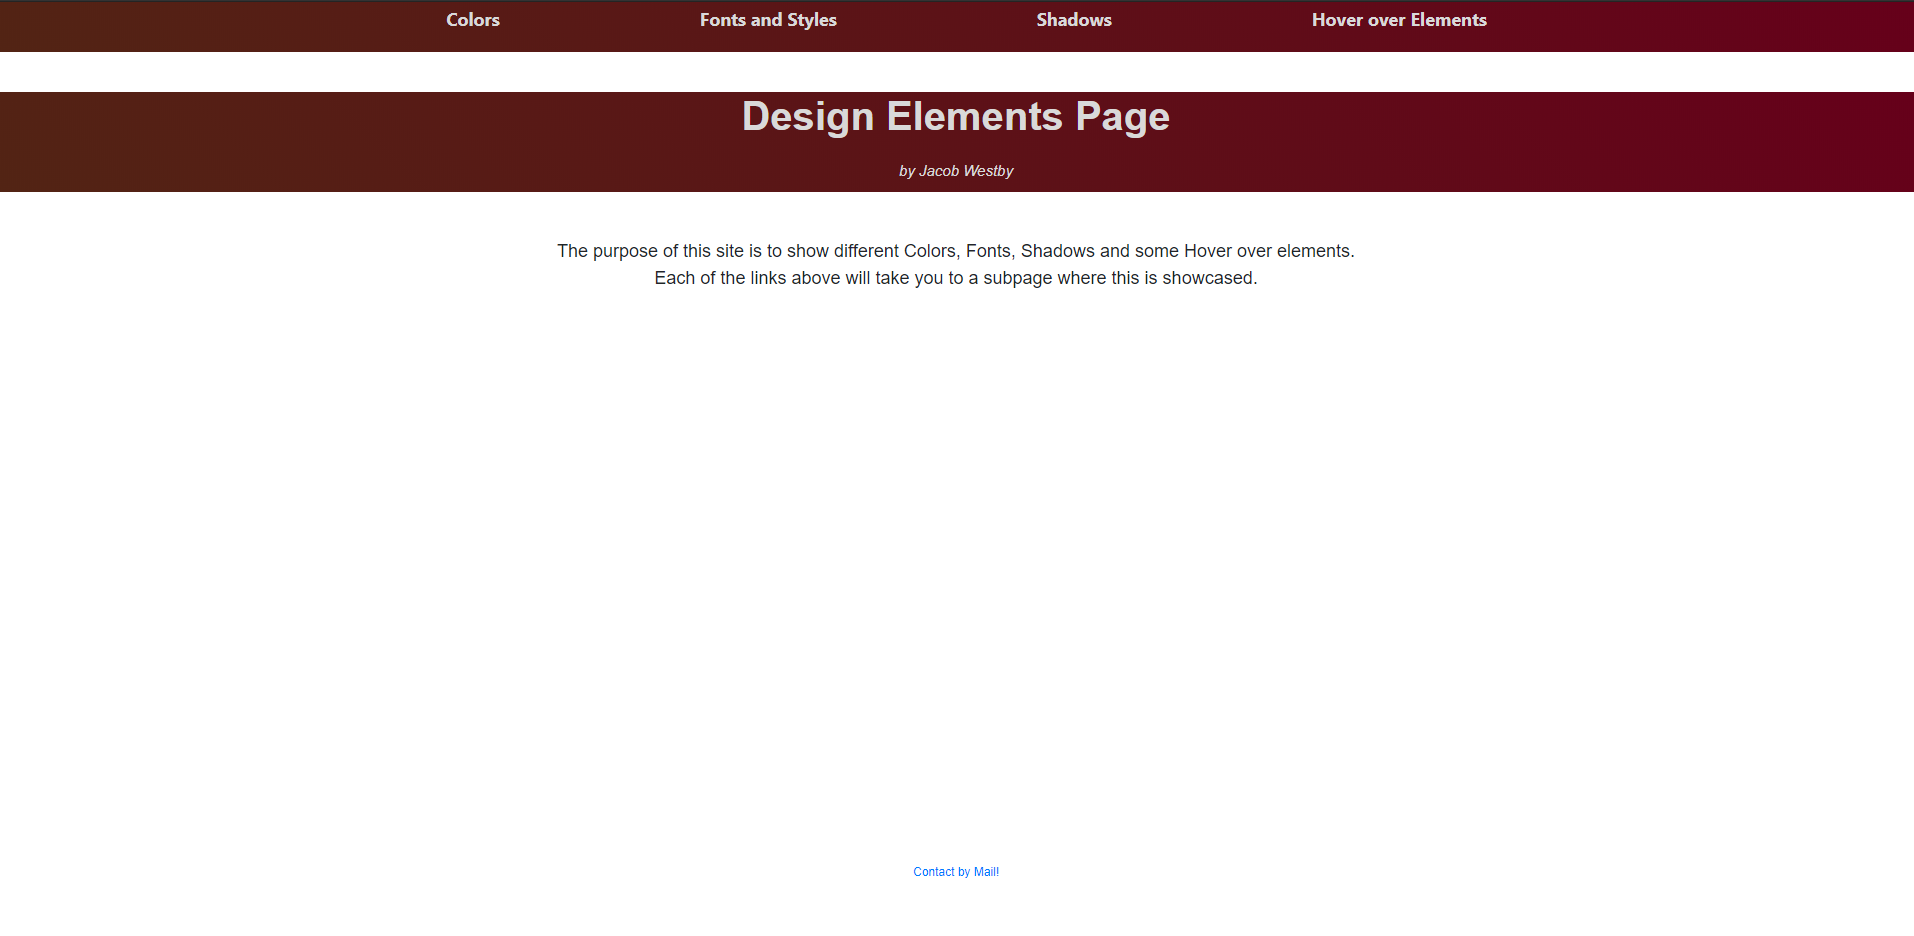 Colors Fonts and Styles Shadows Hover over Elements
Design Elements Page
by Jacob Westby
The purpose of this site is to show different Colors, Fonts, Shadows and some Hover over elements.
Each of the links above will take you to a subpage where this is showcased.
Contact by Mail!